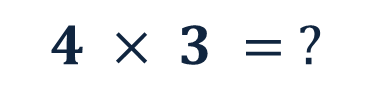 4 × 3 = ?